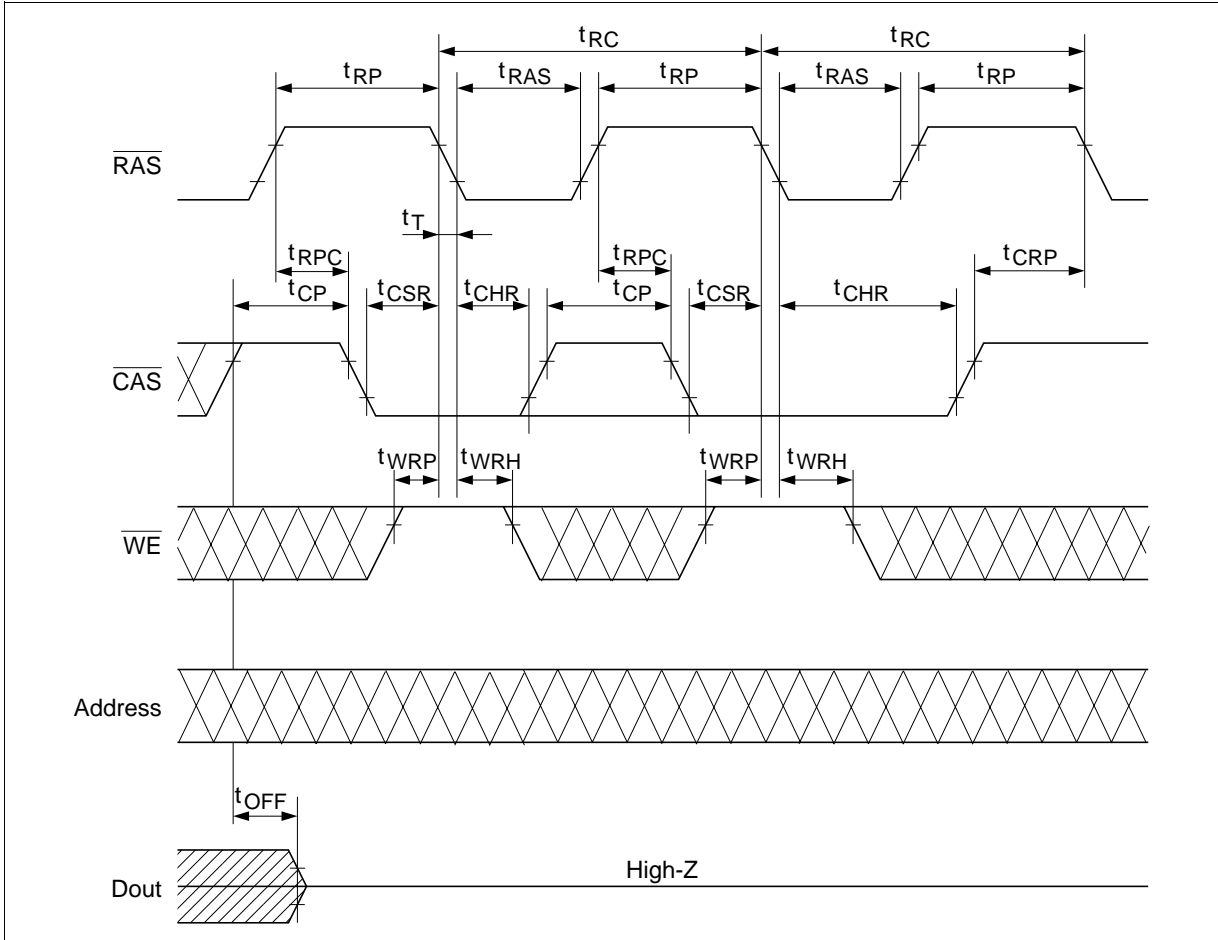 tRC tRC
tRP tRAS tRP tRAS tRP
RAS
tT
tRPC tRPC tCRP
tCP tCSR tCHR tCP tCSR tCHR
CAS
tWRP tWRH tWRP tWRH
WE
Address
tOFF
High-Z
Dout